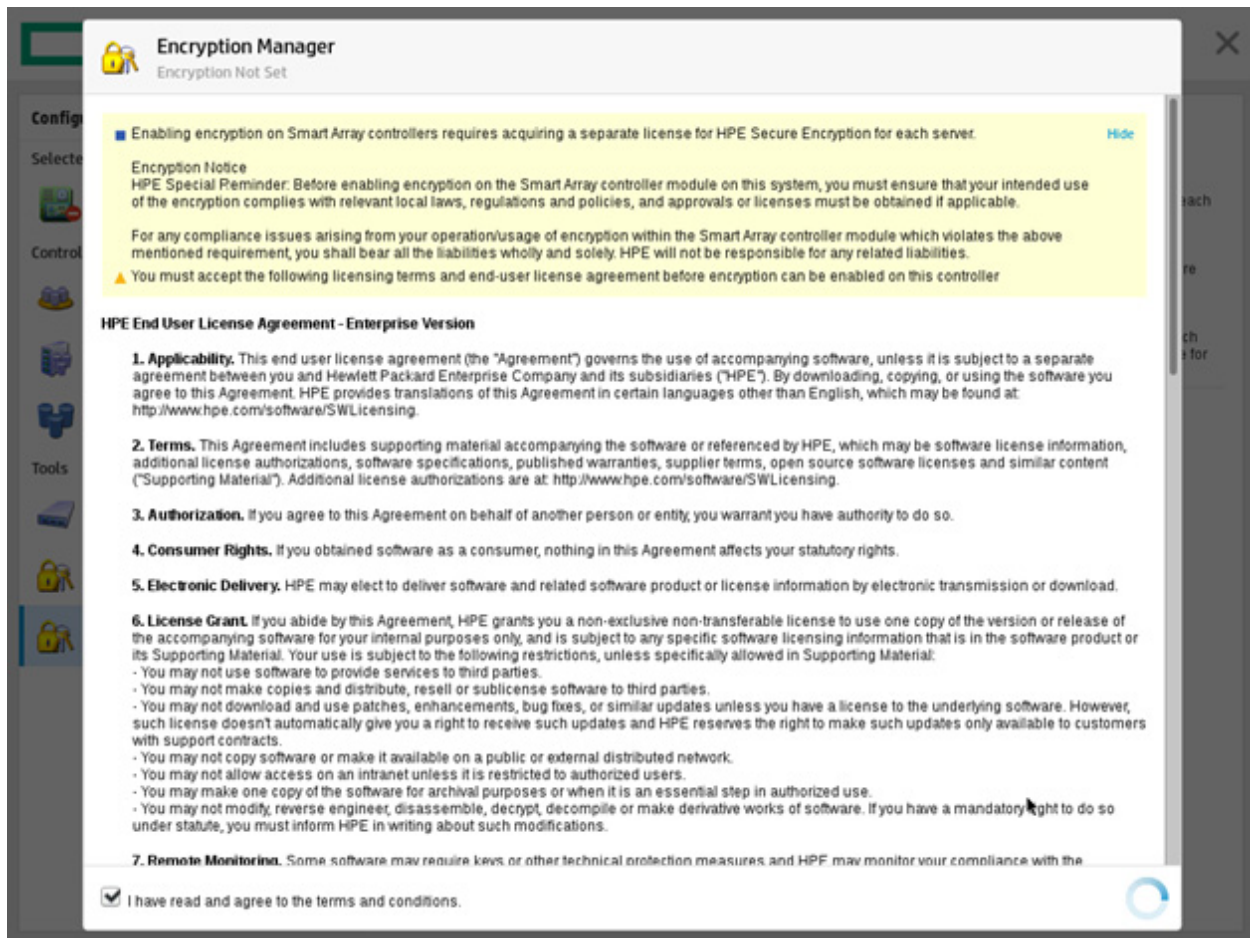 Encryption Manager
Encryption Not Set
Enabling encryption on Smart Array controllers requires acquiring a separate license for HPE Secure Encryption for each server.
Hide
Encryption Notice
HPE Special Reminder: Before enabling encryption on the Smart Array controller module on this system, you must ensure that your intended use
of the encryption complies with relevant local laws, regulations and policies, and approvals or licenses must be obtained if applicable.
For any compliance issues arising from your operation/usage of encryption within the Smart Array controller module which violates the above
mentioned requirement, you shall bear all the liabilities wholly and solely. HPE will not be responsible for any related liabilities.
You must accept the following licensing terms and end-user license agreement before encryption can be enabled on this controller
HPE End User License Agreement - Enterprise Version
1. Applicability. This end user license agreement (the "Agreement") governs the use of accompanying software, unless it is subject to a separate
agreement between you and Hewlett Packard Enterprise Company and its subsidiaries ("HPE"). By downloading, copying, or using the software you
agree to this Agreement. HPE provides translations of this Agreement in certain languages other than English, which may be found at:
http://www.hpe.com/software/SWLicensing.
2. Terms. This Agreement includes supporting material accompanying the software or referenced by HPE, which may be software license information,
additional license authorizations, software specifications, published warranties, supplier terms, open source software licenses and similar content
("Supporting Material"). Additional license authorizations are at: http://www.hpe.com/software/SWLicensing.
3. Authorization. If you agree to this Agreement on behalf of another person or entity, you warrant you have authority to do so.
4. Consumer Rights. If you obtained software as a consumer, nothing in this Agreement affects your statutory rights.
5. Electronic Delivery. HPE may elect to deliver software and related software product or license information by electronic transmission or download.
6. License Grant. If you abide by this Agreement, HPE grants you a non-exclusive non-transferable license to use one copy of the version or release of
the accompanying software for your internal purposes only, and is subject to any specific software licensing information that is in the software product or
its Supporting Material. Your use is subject to the following restrictions, unless specifically allowed in Supporting Material:
- You may not use software to provide services to third parties.
- You may not make copies and distribute, resell or sublicense software to third parties.
- You may not download and use patches, enhancements, bug fixes, or similar updates unless you have a license to the underlying software. However,
such license doesn't automatically give you a right to receive such updates and HPE reserves the right to make such updates only available to customers
with support contracts.
- You may not copy software or make it available on a public or external distributed network.
- You may not allow access on an intranet unless it is restricted to authorized users.
- You may make one copy of the software for archival purposes or when it is an essential step in authorized use.
- You may not modify, reverse engineer, disassemble, decrypt, decompile or make derivative works of software. If you have a mandatory right to do so
under statute, you must inform HPE in writing about such modifications.
7. Remote Monitoring. Some software may require keys or other technical protection measures and HPE may monitor your compliance with the
I have read and agree to the terms and conditions.
Config
Selecte
Control
Tools
each
re
ch
for